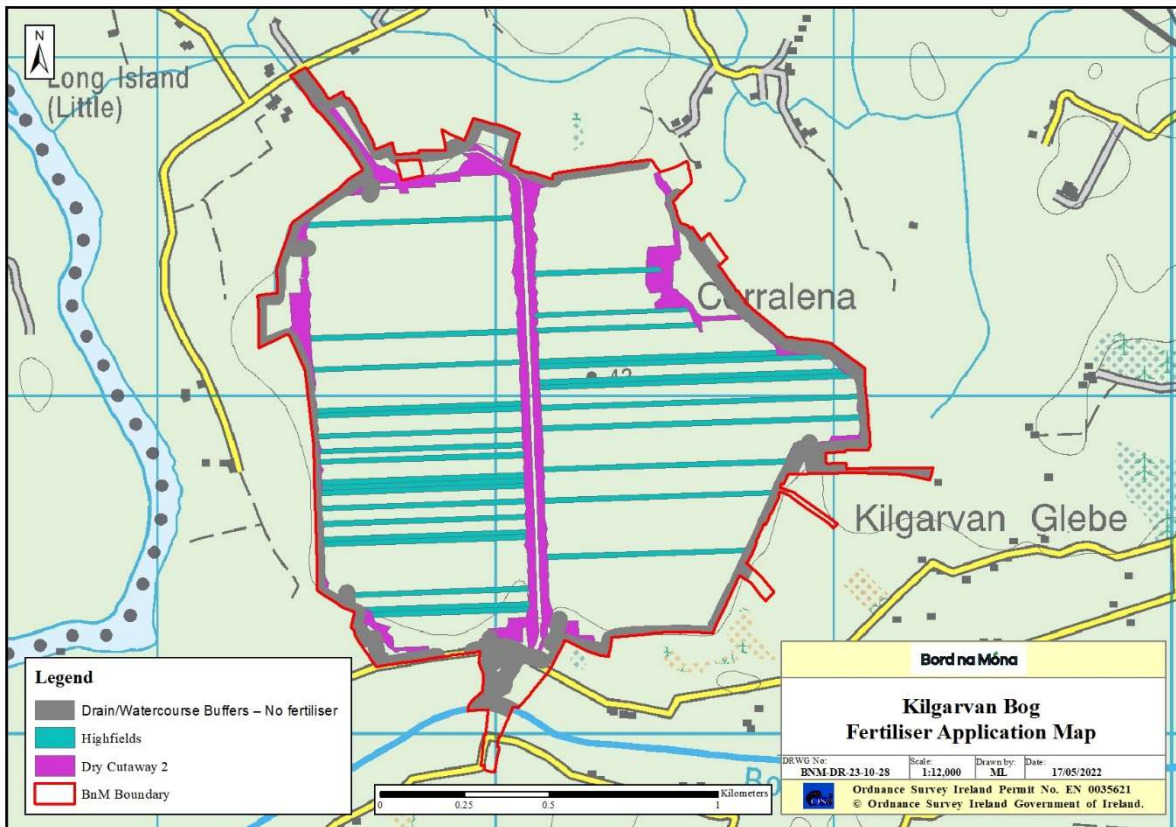 N
Long Island
(Little)
Corralena
42
Kilgarvan Glebe
Legend
Drain/Watercourse Buffers – No fertiliser
Highfields
Dry Cutaway 2
BnM Boundary
Kilometers
0 0.25 0.5 1
Bord na Móna
Kilgarvan Bog
Fertiliser Application Map
DRWG No: Scale: Drawn by: Date:
BNM-DR-23-10-28 1:12,000 ML 17/05/2022
Ordnance Survey Ireland Permit No. EN 0035621
© Ordnance Survey Ireland Government of Ireland.